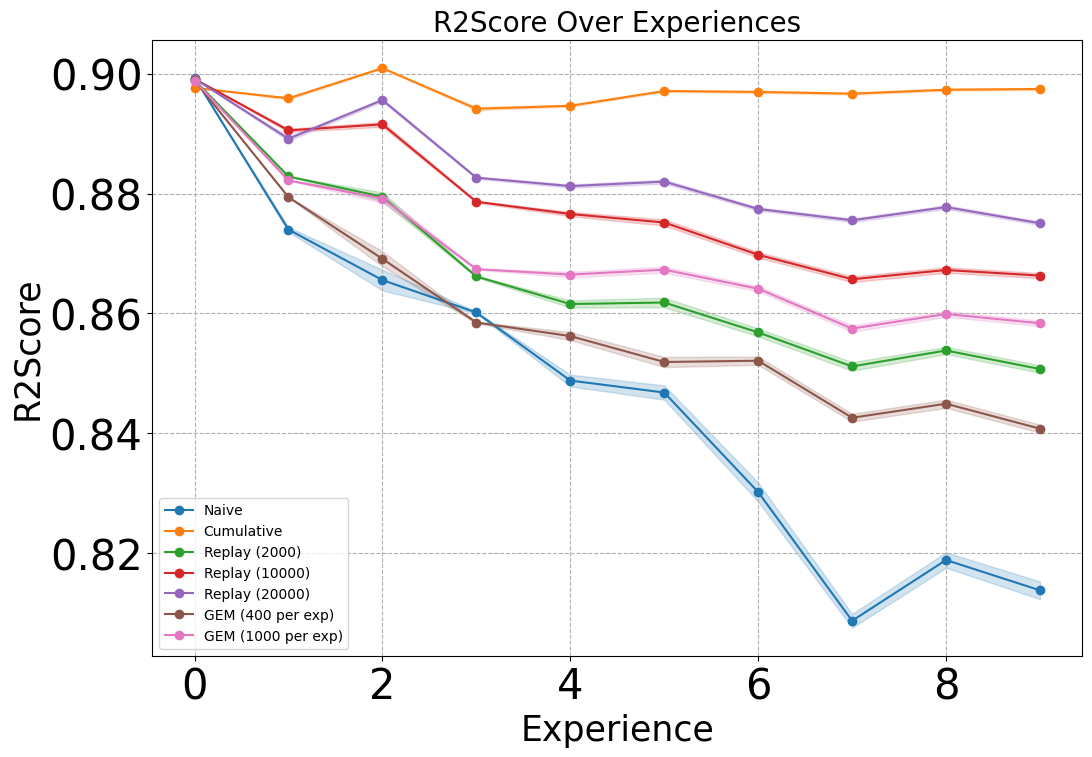 R2Score Over Experiences
R2Score
0.90
0.88
0.86
0.84
0.82
Naive
Cumulative
Replay (2000)
Replay (10000)
Replay (20000)
GEM (400 per exp)
GEM (1000 per exp)
0 2 4 6 8
Experience